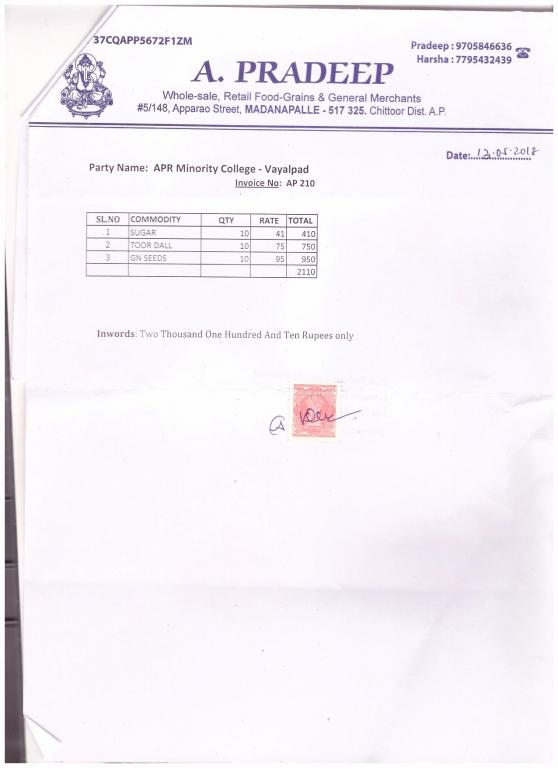 37CQAPP5672F1ZM
Pradeep : 9705846636
Harsha : 7795432439
A. PRADEEP
Whole-sale, Retail Food-Grains & General Merchants
#5/148, Apparao Street, MADANAPALLE - 517 325. Chittoor Dist. A.P.
Date:..12.05.2018
Party Name: APR Minority College - Vayalpad
Invoice No: AP 210
SL.NO COMMODITY QTY RATE TOTAL
1 SUGAR 10 41 410
2 TOOR DALL 10 75 750
3 GN SEEDS 10 95 950
2110
Inwords: Two Thousand One Hundred And Ten Rupees only